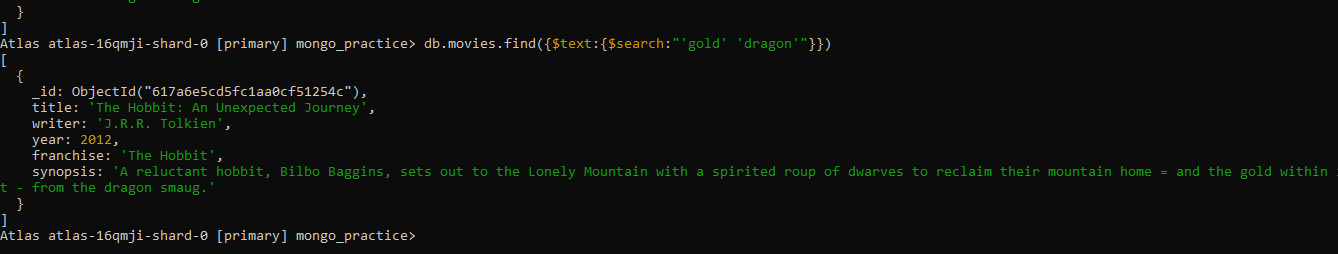 }
]
Atlas atlas-16qmji-shard-0 [primary] mongo_practice> db.movies.find({$text:{$search:"'gold' 'dragon'"}})
[
  {
    _id: ObjectId("617a6e5cd5fc1aa0cf51254c"),
    title: 'The Hobbit: An Unexpected Journey',
    writer: 'J.R.R. Tolkien',
    year: 2012,
    franchise: 'The Hobbit',
    synopsis: 'A reluctant hobbit, Bilbo Baggins, sets out to the Lonely Mountain with a spirited roup of dwarves to reclaim their mountain home = and the gold within i
t - from the dragon smaug.'
  }
]
Atlas atlas-16qmji-shard-0 [primary] mongo_practice>